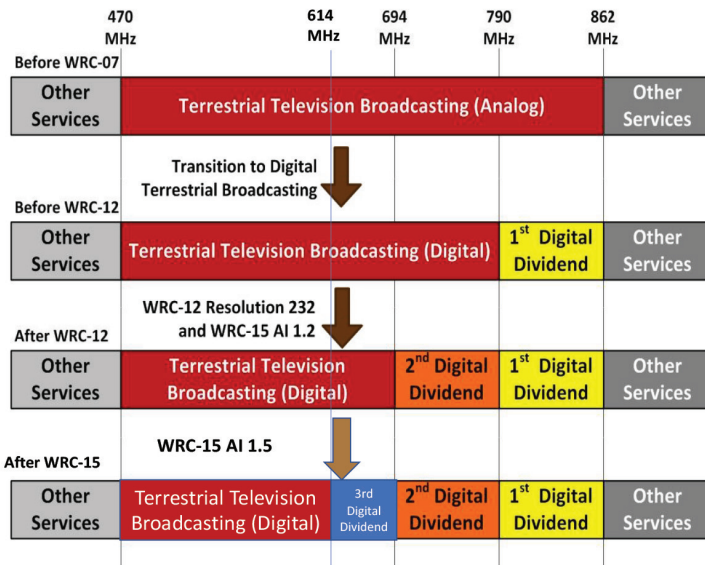 470 MHz
614 MHz
694 MHz
790 MHz
862 MHz
Before WRC-07
Other Services
Terrestrial Television Broadcasting (Analog)
Other Services
Transition to Digital
Terrestrial Broadcasting
Before WRC-12
Other Services
Terrestrial Television Broadcasting (Digital)
1st Digital
Dividend
Other Services
WRC-12 Resolution 232
and WRC-15 AI 1.2
After WRC-12
Other Services
Terrestrial Television
Broadcasting (Digital)
2nd Digital
Dividend
1st Digital
Dividend
Other Services
WRC-15 AI 1.5
After WRC-15
Other Services
Terrestrial Television
Broadcasting (Digital)
3rd
Digital
Dividend
2nd Digital
Dividend
1st Digital
Dividend
Other Services